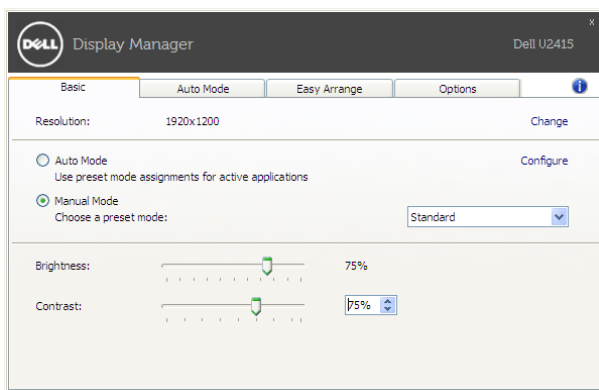 DELL Display Manager Dell U2415 x
Basic Auto Mode Easy Arrange Options i
Resolution: 1920x1200 Change
Auto Mode Configure
Use preset mode assignments for active applications
Manual Mode
Choose a preset mode: Standard
Brightness: 75%
Contrast: 75%